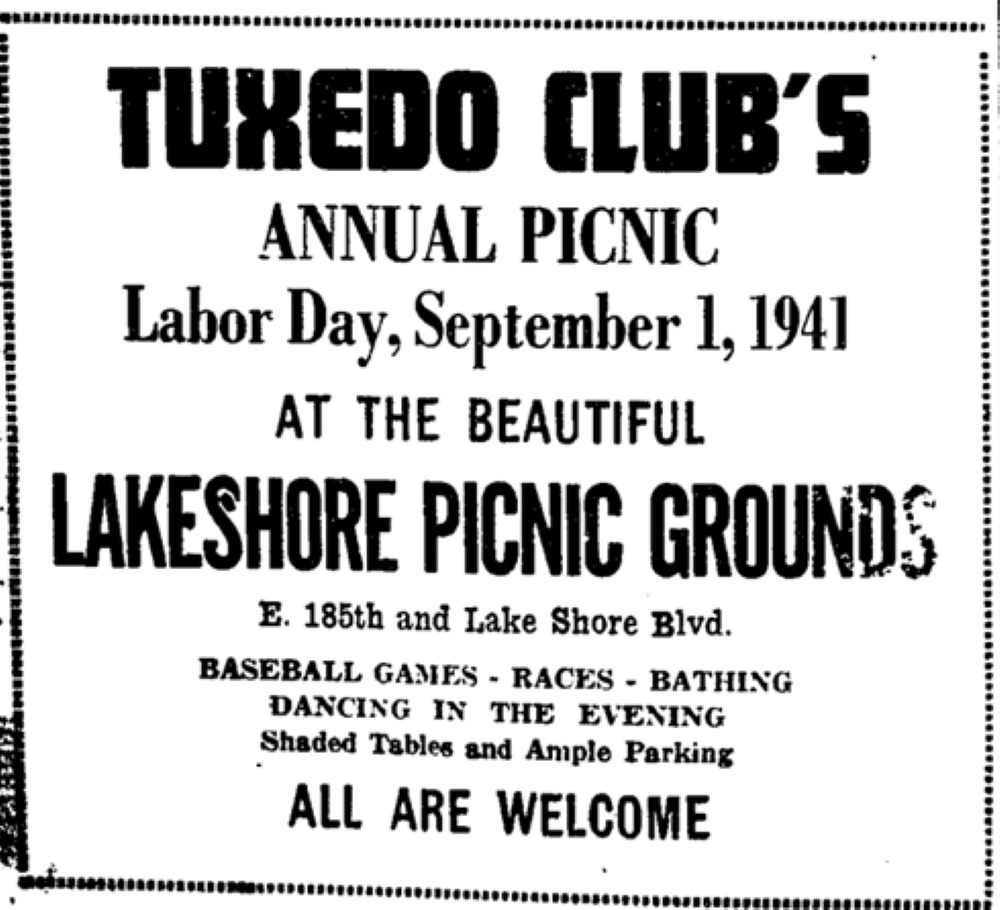 TUXEDO CLUB'S
ANNUAL PICNIC
Labor Day, September 1, 1941
AT THE BEAUTIFUL
LAKESHORE PICNIC GROUNDS
E. 185th and Lake Shore Blvd.
BASEBALL GAMES - RACES - BATHING
DANCING IN THE EVENING
Shaded Tables and Ample Parking
ALL ARE WELCOME